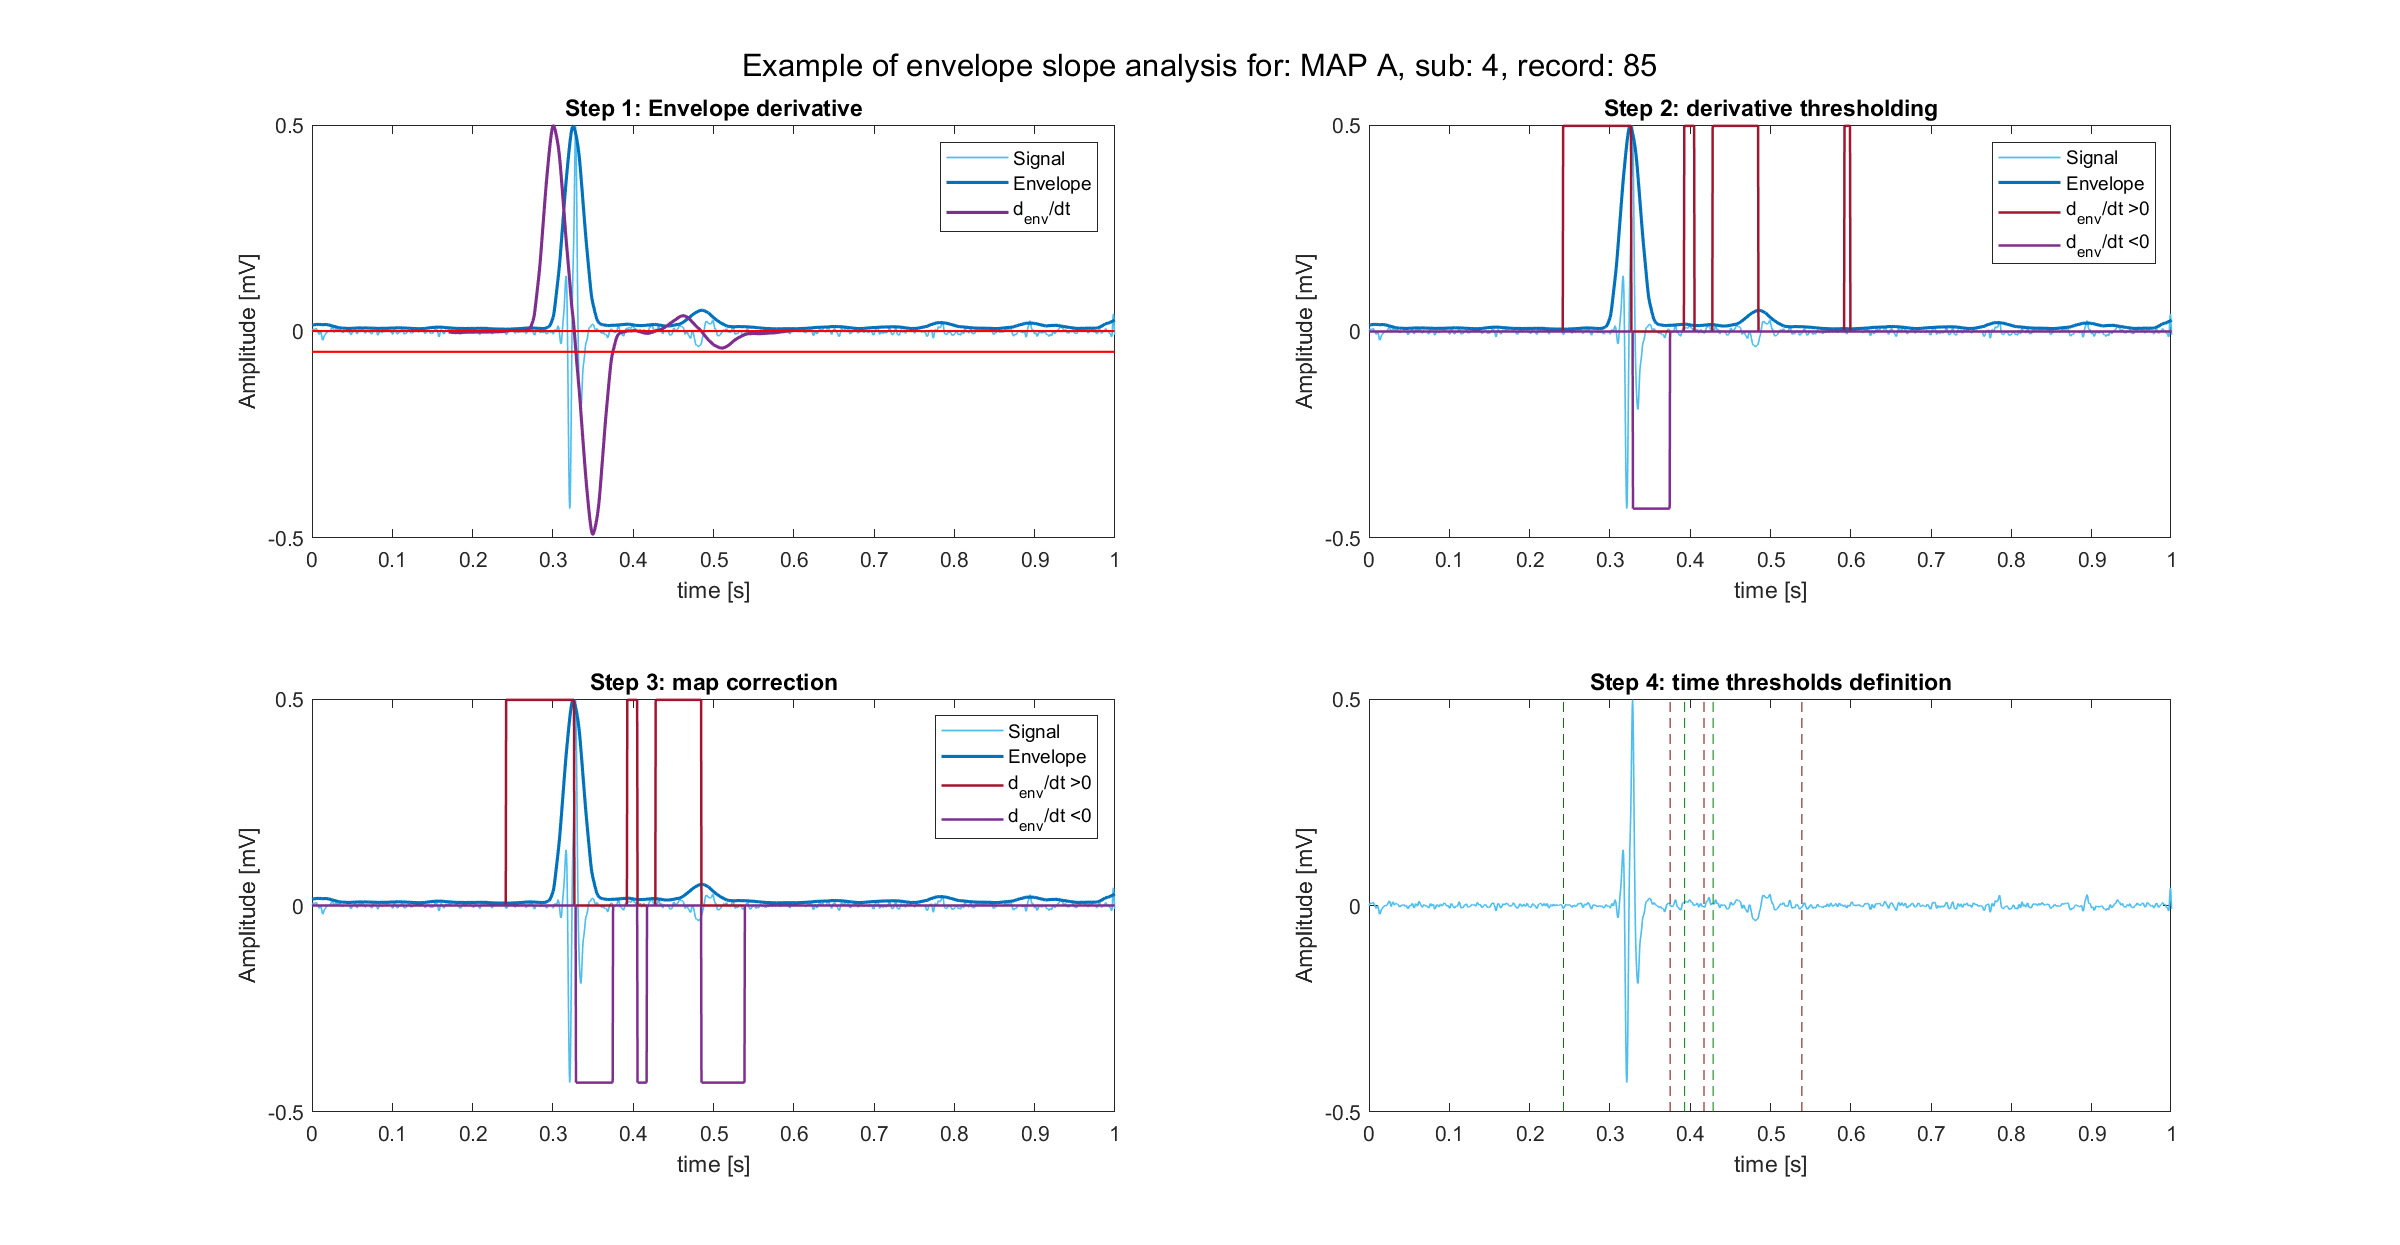 Example of envelope slope analysis for: MAP A, sub: 4, record: 85
Step 1: Envelope derivative
0.5
0
-0.5
Amplitude [mV]
Signal
Envelope
d_env/dt
0 0.1 0.2 0.3 0.4 0.5 0.6 0.7 0.8 0.9 1
time [s]
Step 2: derivative thresholding
0.5
0
-0.5
Amplitude [mV]
Signal
Envelope
d_env/dt >0
d_env/dt <0
0 0.1 0.2 0.3 0.4 0.5 0.6 0.7 0.8 0.9 1
time [s]
Step 3: map correction
0.5
0
-0.5
Amplitude [mV]
Signal
Envelope
d_env/dt >0
d_env/dt <0
0 0.1 0.2 0.3 0.4 0.5 0.6 0.7 0.8 0.9 1
time [s]
Step 4: time thresholds definition
0.5
0
-0.5
Amplitude [mV]
0 0.1 0.2 0.3 0.4 0.5 0.6 0.7 0.8 0.9 1
time [s]